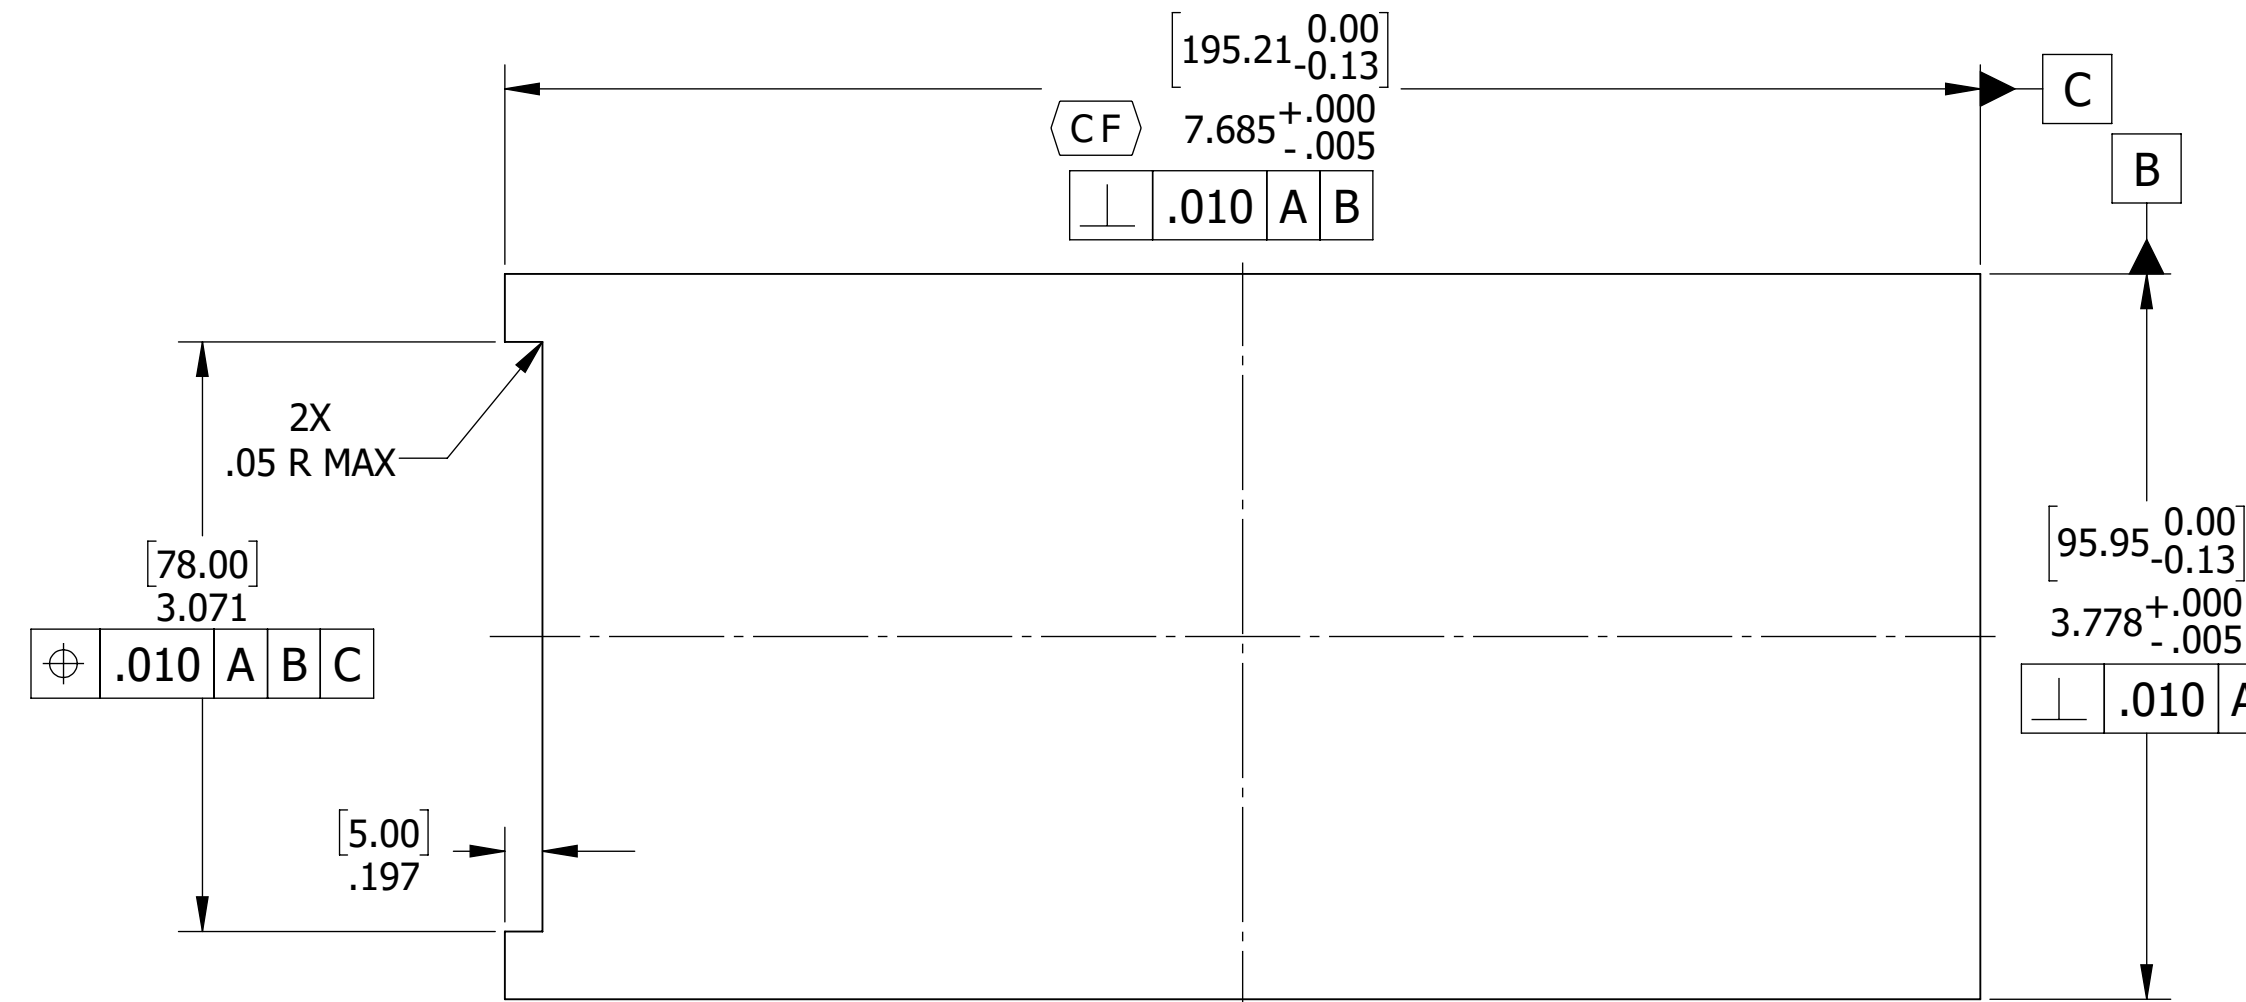 [195.21 0.00 -0.13]
CF 7.685 +.000 -.005
⊥ .010 A B
C
B
2X
.05 R MAX
[78.00]
3.071
⌖ .010 A B C
[5.00]
.197
[95.95 0.00 -0.13]
3.778 +.000 -.005
⊥ .010 A